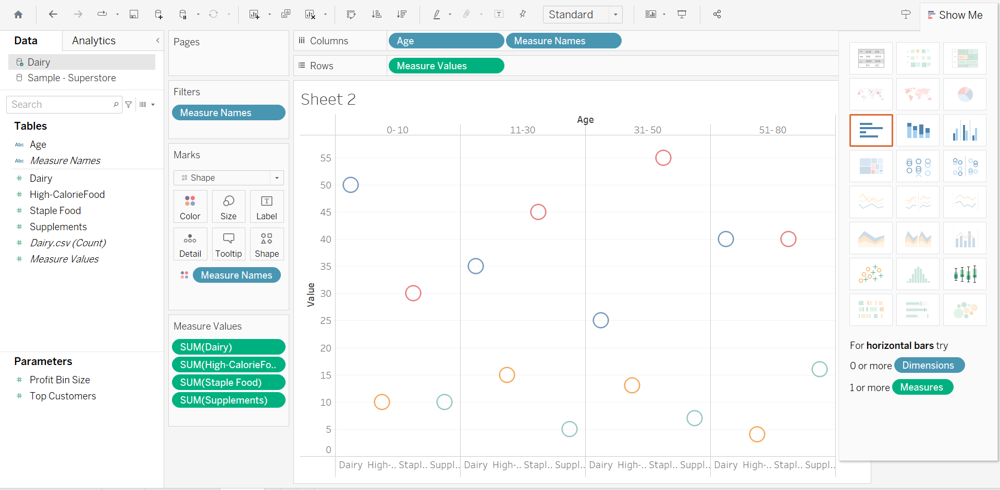 Standard
Show Me
Data
Analytics
Dairy
Sample - Superstore
Search
Tables
Abc Age
Abc Measure Names
# Dairy
# High-CalorieFood
# Staple Food
# Supplements
# Dairy.csv (Count)
# Measure Values
Parameters
# Profit Bin Size
# Top Customers
Pages
Filters
Measure Names
Marks
Shape
Color Size Label
Detail Tooltip Shape
Measure Names
Measure Values
SUM(Dairy)
SUM(High-CalorieFo..
SUM(Staple Food)
SUM(Supplements)
Columns Age Measure Names
Rows Measure Values
Sheet 2
Age
0- 10 11-30 31- 50 51- 80
Value
55
50
45
40
35
30
25
20
15
10
5
0
Dairy High-.. Stapl.. Suppl.. Dairy High-.. Stapl.. Suppl.. Dairy High-.. Stapl.. Suppl.. Dairy High-.. Stapl.. Suppl..
For horizontal bars try
0 or more Dimensions
1 or more Measures